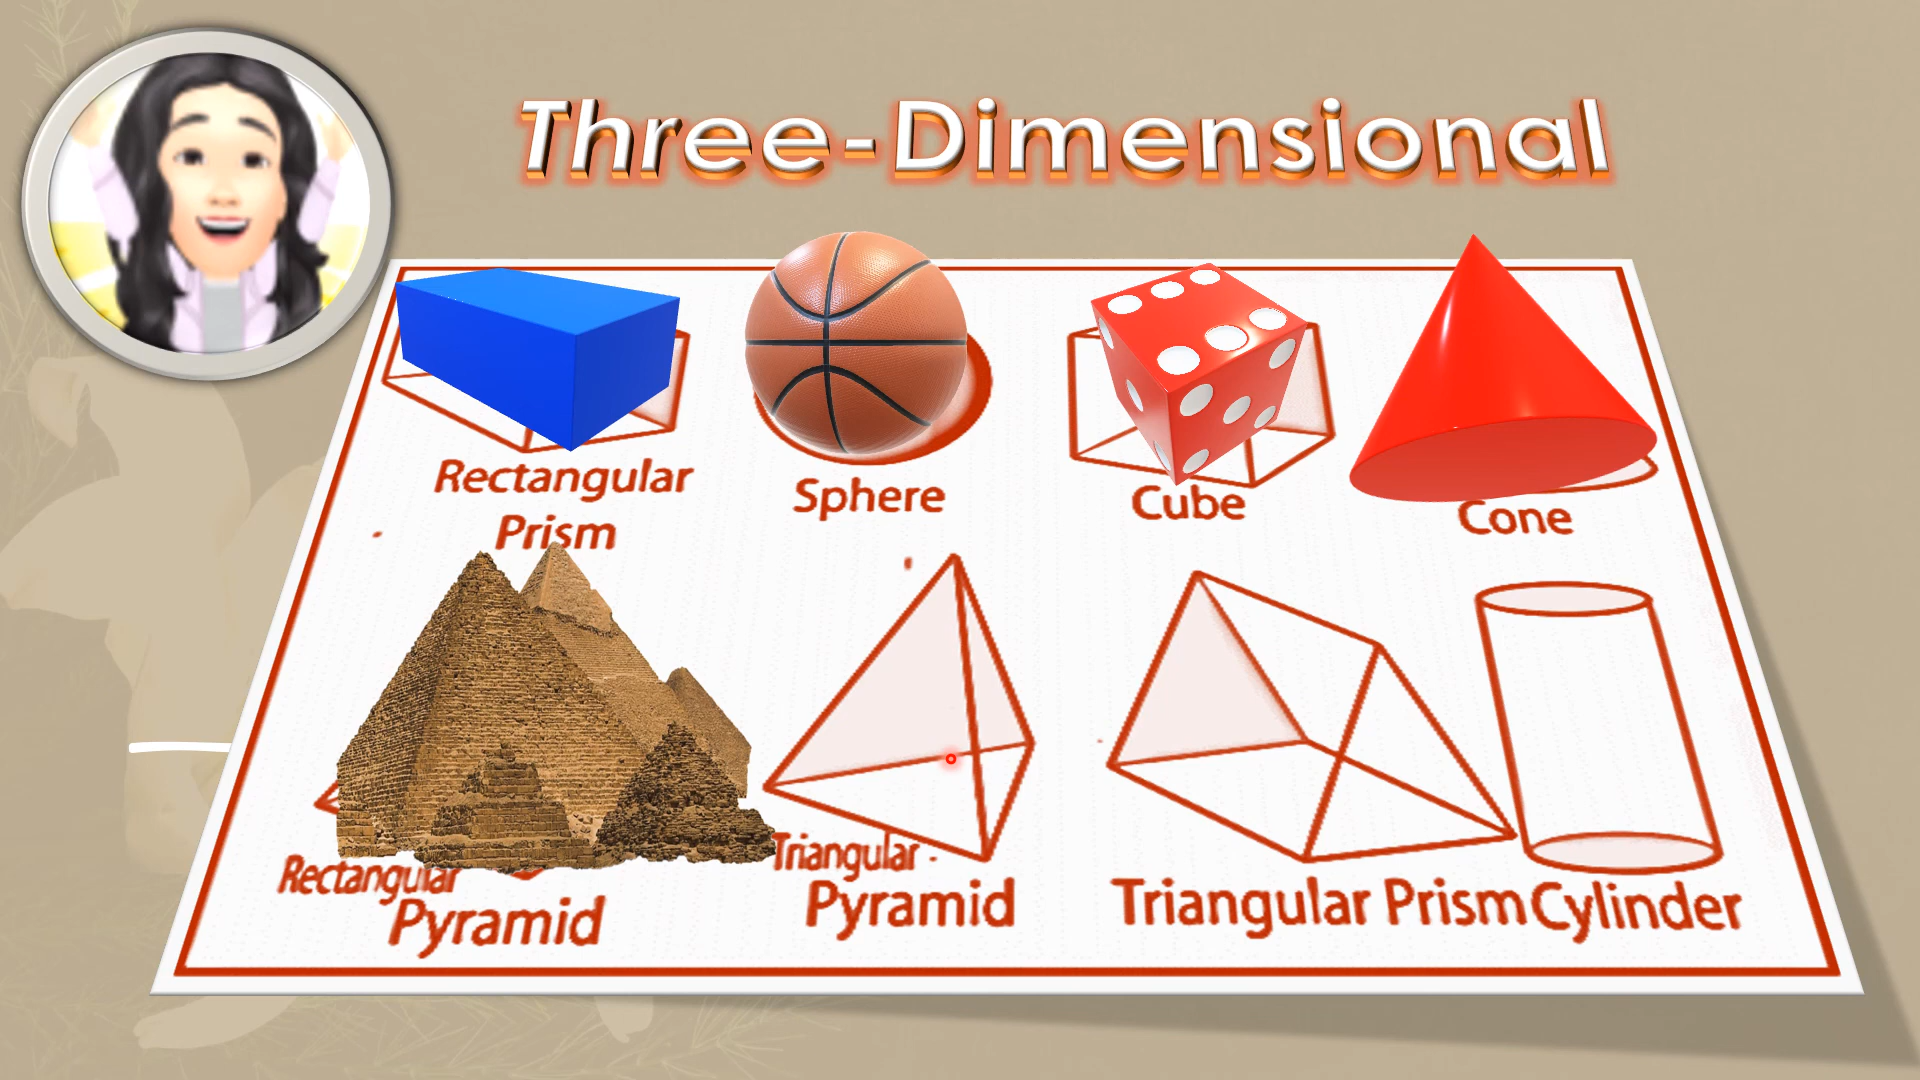 Three-Dimensional
Rectangular
Prism
Sphere
Cube
Cone
Rectangular
Pyramid
Triangular
Pyramid
Triangular Prism
Cylinder